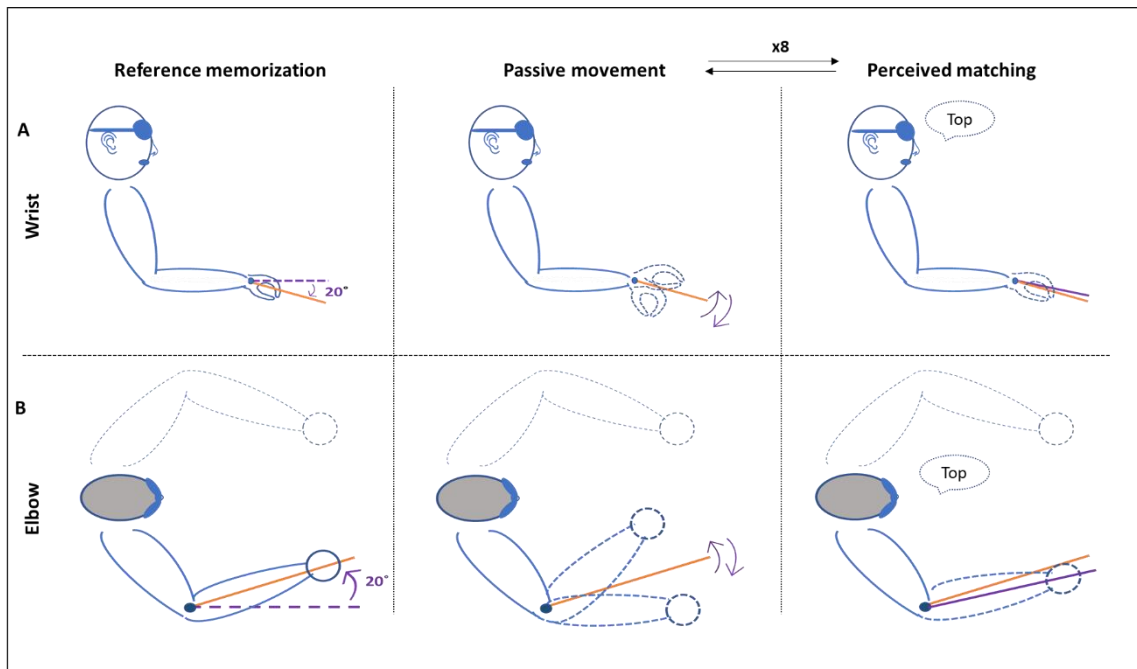 x8
Reference memorization
Passive movement
Perceived matching
A
Wrist
Top
20°
B
Elbow
Top
20°